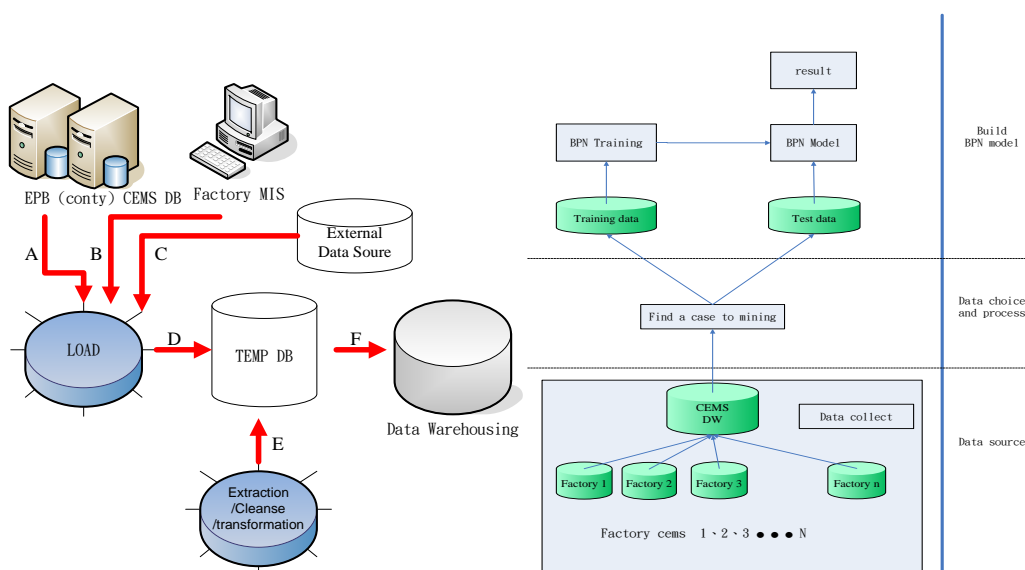 EPB (conty) CEMS DB
Factory MIS
A
B
C
External
Data Soure
LOAD
D
TEMP DB
F
Data Warehousing
E
Extraction
/Cleanse
/transformation
result
BPN Training
BPN Model
Training data
Test data
Build
BPN model
Find a case to mining
Data choice
and process
CEMS
DW
Data collect
Data source
Factory 1
Factory 2
Factory 3
Factory n
Factory cems 1、2、3 ●●● N